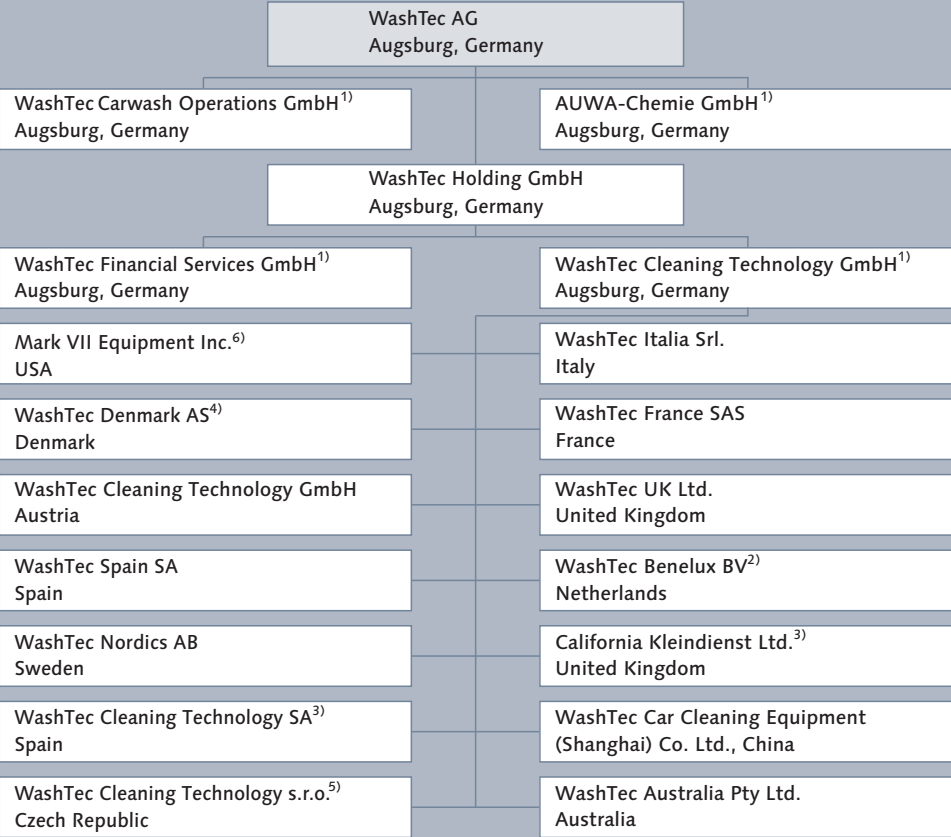 WashTec AG
Augsburg, Germany
WashTec Carwash Operations GmbH1)
Augsburg, Germany
AUWA-Chemie GmbH1)
Augsburg, Germany
WashTec Holding GmbH
Augsburg, Germany
WashTec Financial Services GmbH1)
Augsburg, Germany
WashTec Cleaning Technology GmbH1)
Augsburg, Germany
Mark VII Equipment Inc.6)
USA
WashTec Italia Srl.
Italy
WashTec Denmark AS4)
Denmark
WashTec France SAS
France
WashTec Cleaning Technology GmbH
Austria
WashTec UK Ltd.
United Kingdom
WashTec Spain SA
Spain
WashTec Benelux BV2)
Netherlands
WashTec Nordics AB
Sweden
California Kleindienst Ltd.3)
United Kingdom
WashTec Cleaning Technology SA3)
Spain
WashTec Car Cleaning Equipment
(Shanghai) Co. Ltd., China
WashTec Cleaning Technology s.r.o.5)
Czech Republic
WashTec Australia Pty Ltd.
Australia